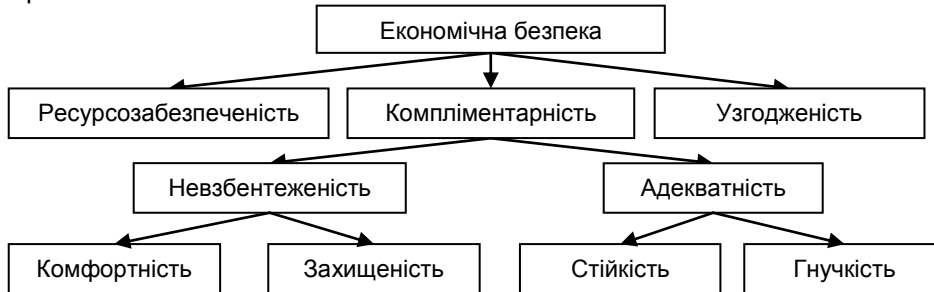 Економічна безпека
Ресурсозабезпеченість
Компліментарність
Узгодженість
Невзбентеженість
Адекватність
Комфортність
Захищеність
Стійкість
Гнучкість